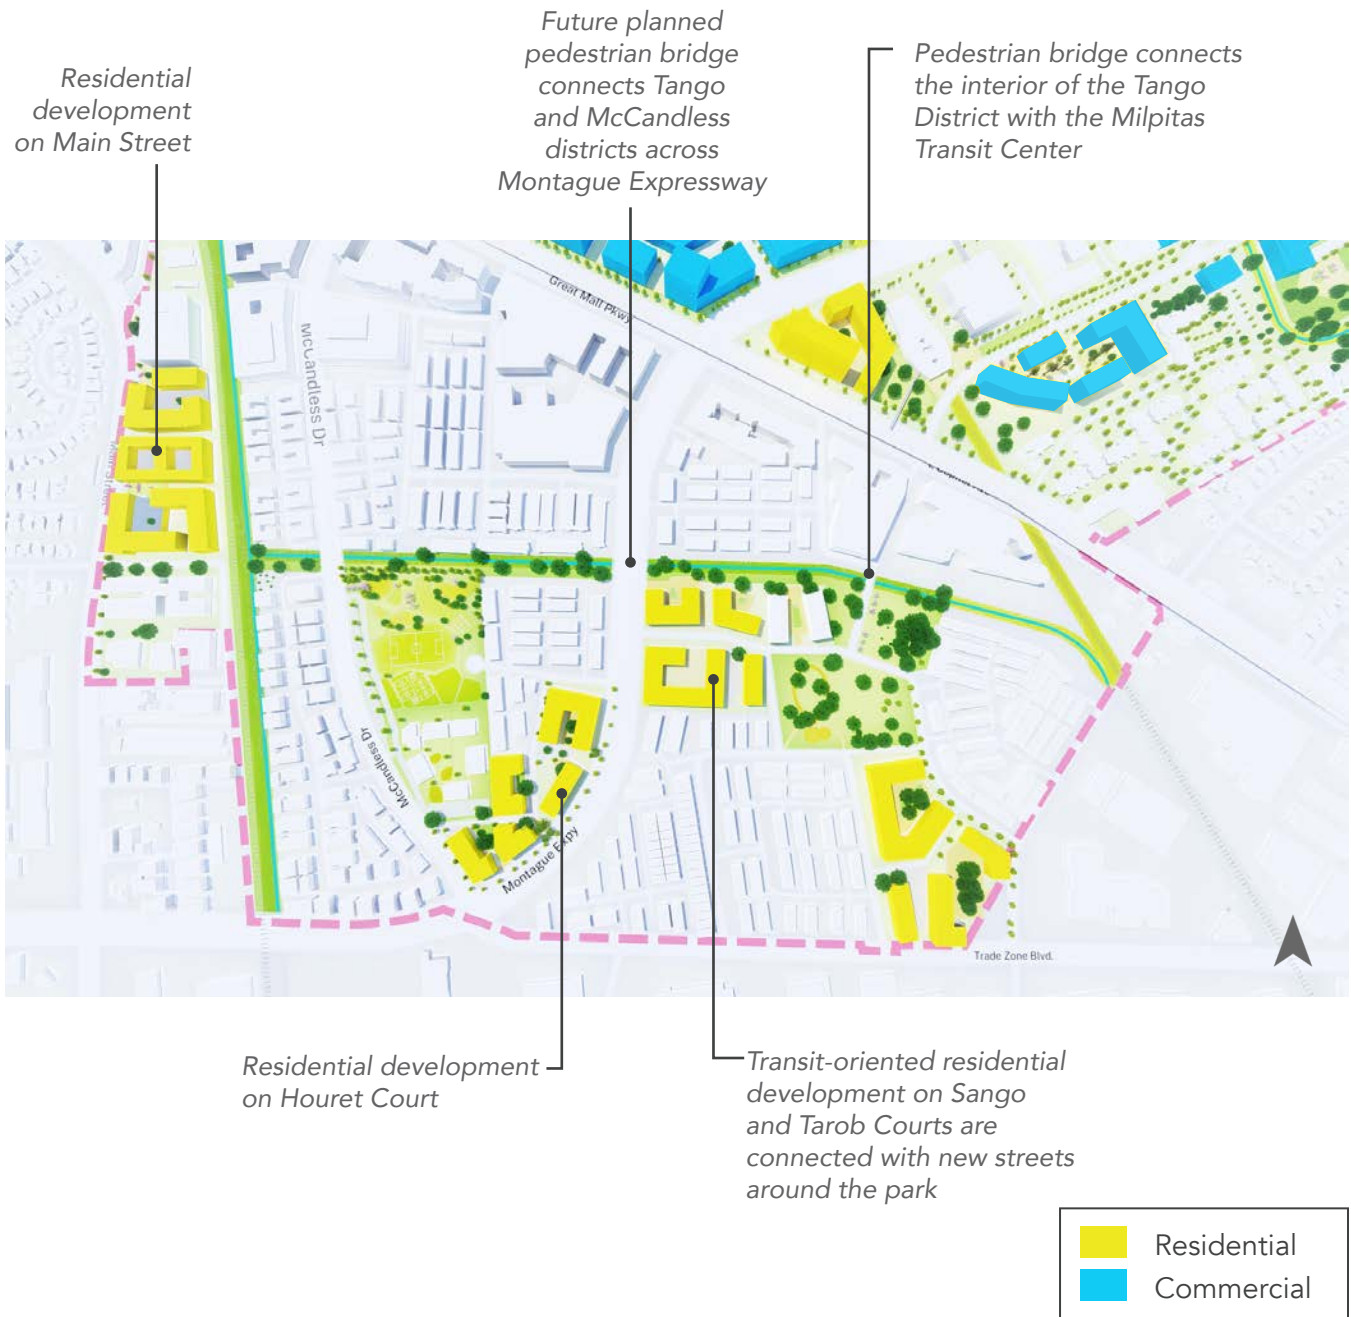 Future planned
pedestrian bridge
connects Tango
and McCandless
districts across
Montague Expressway
Pedestrian bridge connects
the interior of the Tango
District with the Milpitas
Transit Center
Residential
development
on Main Street
Great Mall Pkwy
McCandless Dr
Main Street
McCandless Dr
Montague Expy
Trade Zone Blvd.
Residential development
on Houret Court
Transit-oriented residential
development on Sango
and Tarob Courts are
connected with new streets
around the park
Residential
Commercial